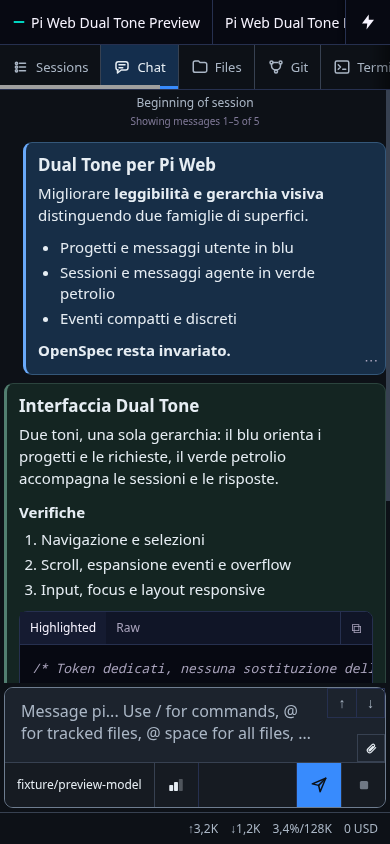 Pi Web Dual Tone Preview
Pi Web Dual Tone
Sessions
Chat
Files
Git
Termi
Beginning of session
Showing messages 1–5 of 5
Dual Tone per Pi Web
Migliorare leggibilità e gerarchia visiva
distinguendo due famiglie di superfici.
• Progetti e messaggi utente in blu
• Sessioni e messaggi agente in verde
petrolio
• Eventi compatti e discreti
OpenSpec resta invariato.
...
Interfaccia Dual Tone
Due toni, una sola gerarchia: il blu orienta i
progetti e le richieste, il verde petrolio
accompagna le sessioni e le risposte.
Verifiche
1. Navigazione e selezioni
2. Scroll, espansione eventi e overflow
3. Input, focus e layout responsive
Highlighted
Raw
/* Token dedicati, nessuna sostituzione dell
Message pi... Use / for commands, @
for tracked files, @ space for all files, ...
↑
↓
fixture/preview-model
↑3,2K ↓1,2K 3,4%/128K 0 USD